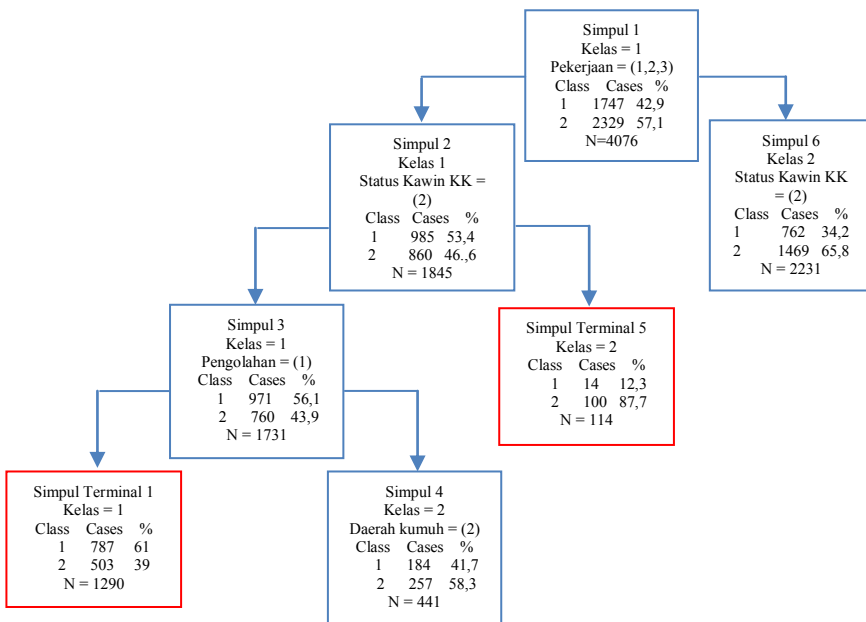 Simpul 1
Kelas = 1
Pekerjaan = (1,2,3)
Class Cases %
1 1747 42,9
2 2329 57,1
N=4076
Simpul 2
Kelas 1
Status Kawin KK =
(2)
Class Cases %
1 985 53,4
2 860 46.,6
N = 1845
Simpul 6
Kelas 2
Status Kawin KK
= (2)
Class Cases %
1 762 34,2
2 1469 65,8
N = 2231
Simpul 3
Kelas = 1
Pengolahan = (1)
Class Cases %
1 971 56,1
2 760 43,9
N = 1731
Simpul Terminal 5
Kelas = 2
Class Cases %
1 14 12,3
2 100 87,7
N = 114
Simpul Terminal 1
Kelas = 1
Class Cases %
1 787 61
2 503 39
N = 1290
Simpul 4
Kelas = 2
Daerah kumuh = (2)
Class Cases %
1 184 41,7
2 257 58,3
N = 441